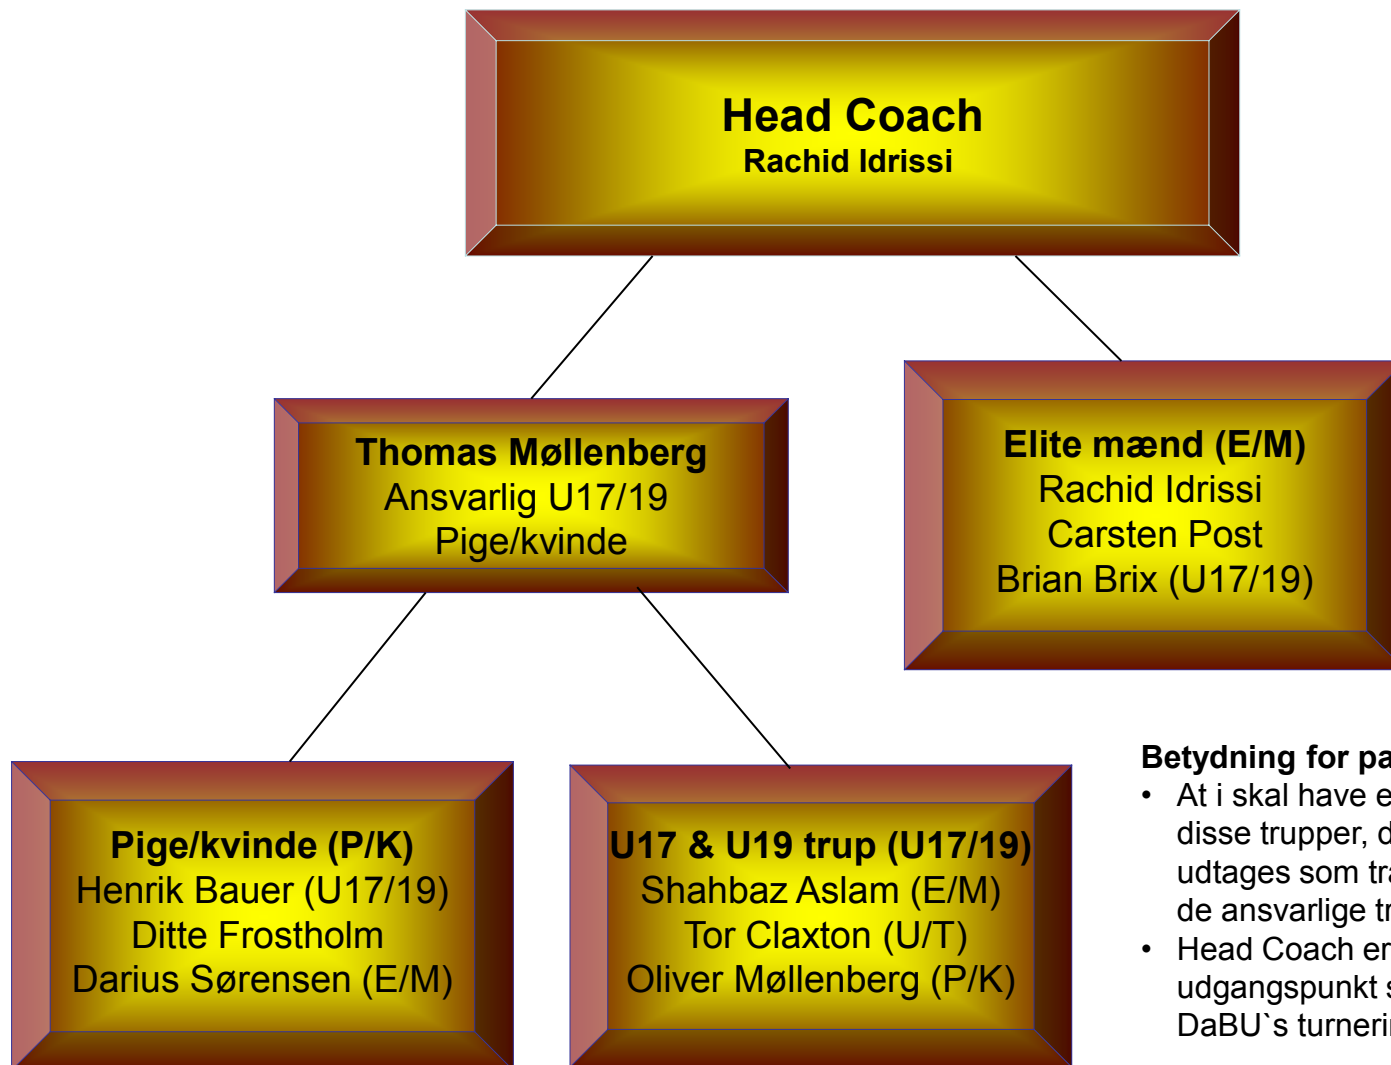 Head Coach
Rachid Idrissi
Thomas Møllenberg
Ansvarlig U17/19
Pige/kvinde
Elite mænd (E/M)
Rachid Idrissi
Carsten Post
Brian Brix (U17/19)
Pige/kvinde (P/K)
Henrik Bauer (U17/19)
Ditte Frostholm
Darius Sørensen (E/M)
U17 & U19 trup (U17/19)
Shahbaz Aslam (E/M)
Tor Claxton (U/T)
Oliver Møllenberg (P/K)
Betydning for
• At i skal have
disse trupper,
udtages som
de ansvarlige
• Head Coach er
udgangspunkt
DaBU`s